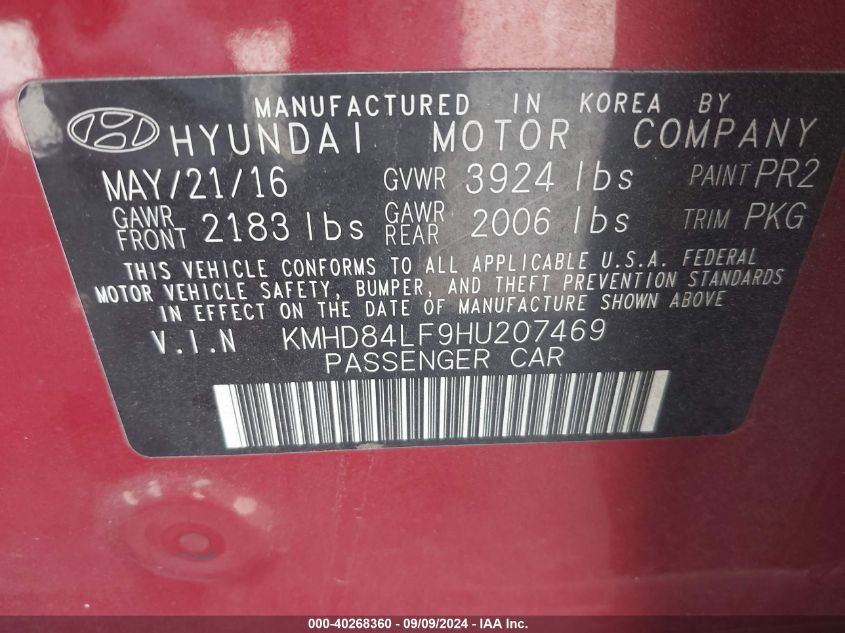 MANUFACTURED IN KOREA BY
HYUNDAI MOTOR COMPANY
MAY/21/16 GVWR 3924 lbs PAINT PR2
GAWR FRONT 2183 lbs GAWR REAR 2006 lbs TRIM PKG
THIS VEHICLE CONFORMS TO ALL APPLICABLE U.S.A. FEDERAL
MOTOR VEHICLE SAFETY, BUMPER, AND THEFT PREVENTION STANDARDS
IN EFFECT ON THE DATE OF MANUFACTURE SHOWN ABOVE
V.I.N KMHD84LF9HU207469
PASSENGER CAR
000-40268360 - 09/09/2024 - IAAI.com